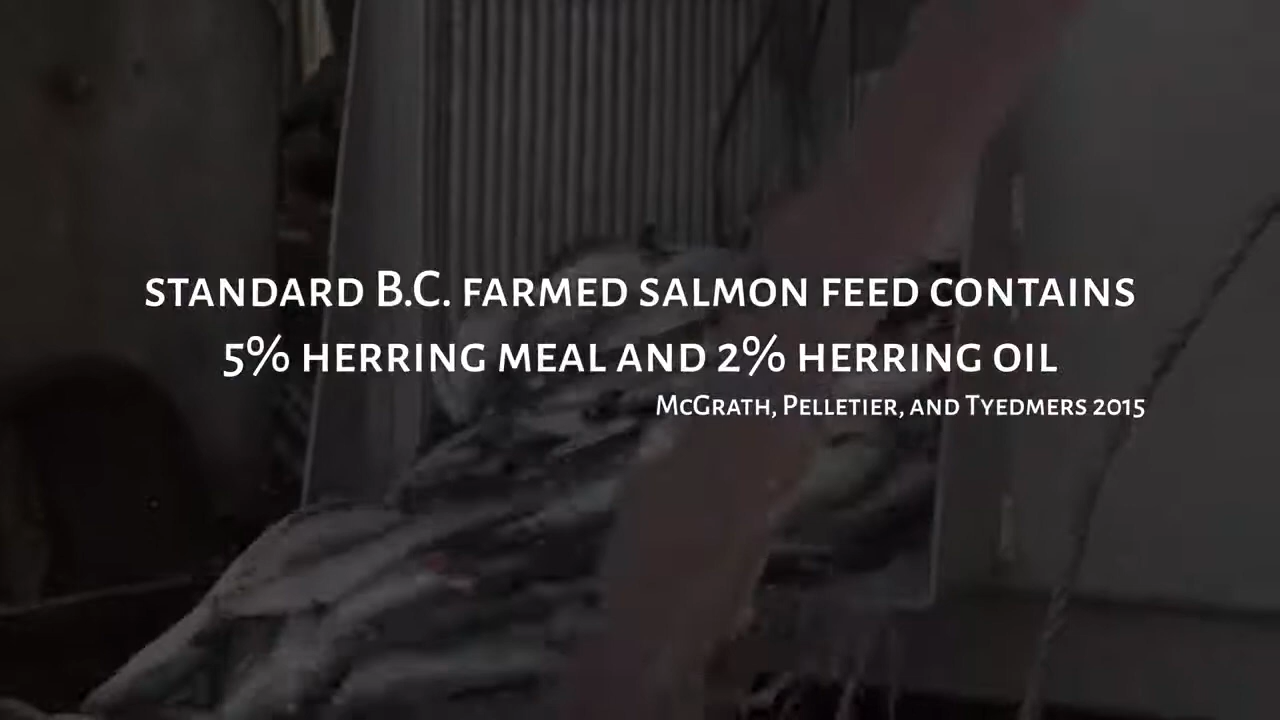 STANDARD B.C. FARMED SALMON FEED CONTAINS
5% HERRING MEAL AND 2% HERRING OIL
McGrath, Pelletier, and Tyedmers 2015